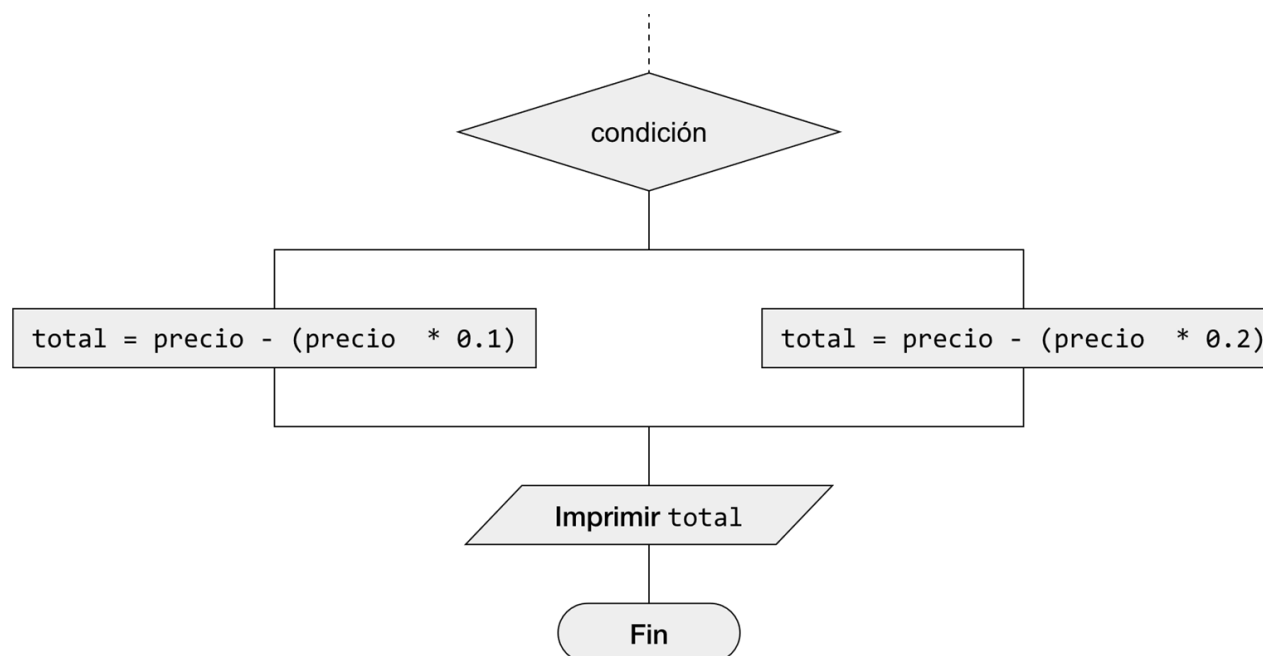 condición
total = precio - (precio  * 0.1)
total = precio - (precio  * 0.2)
Imprimir total
Fin